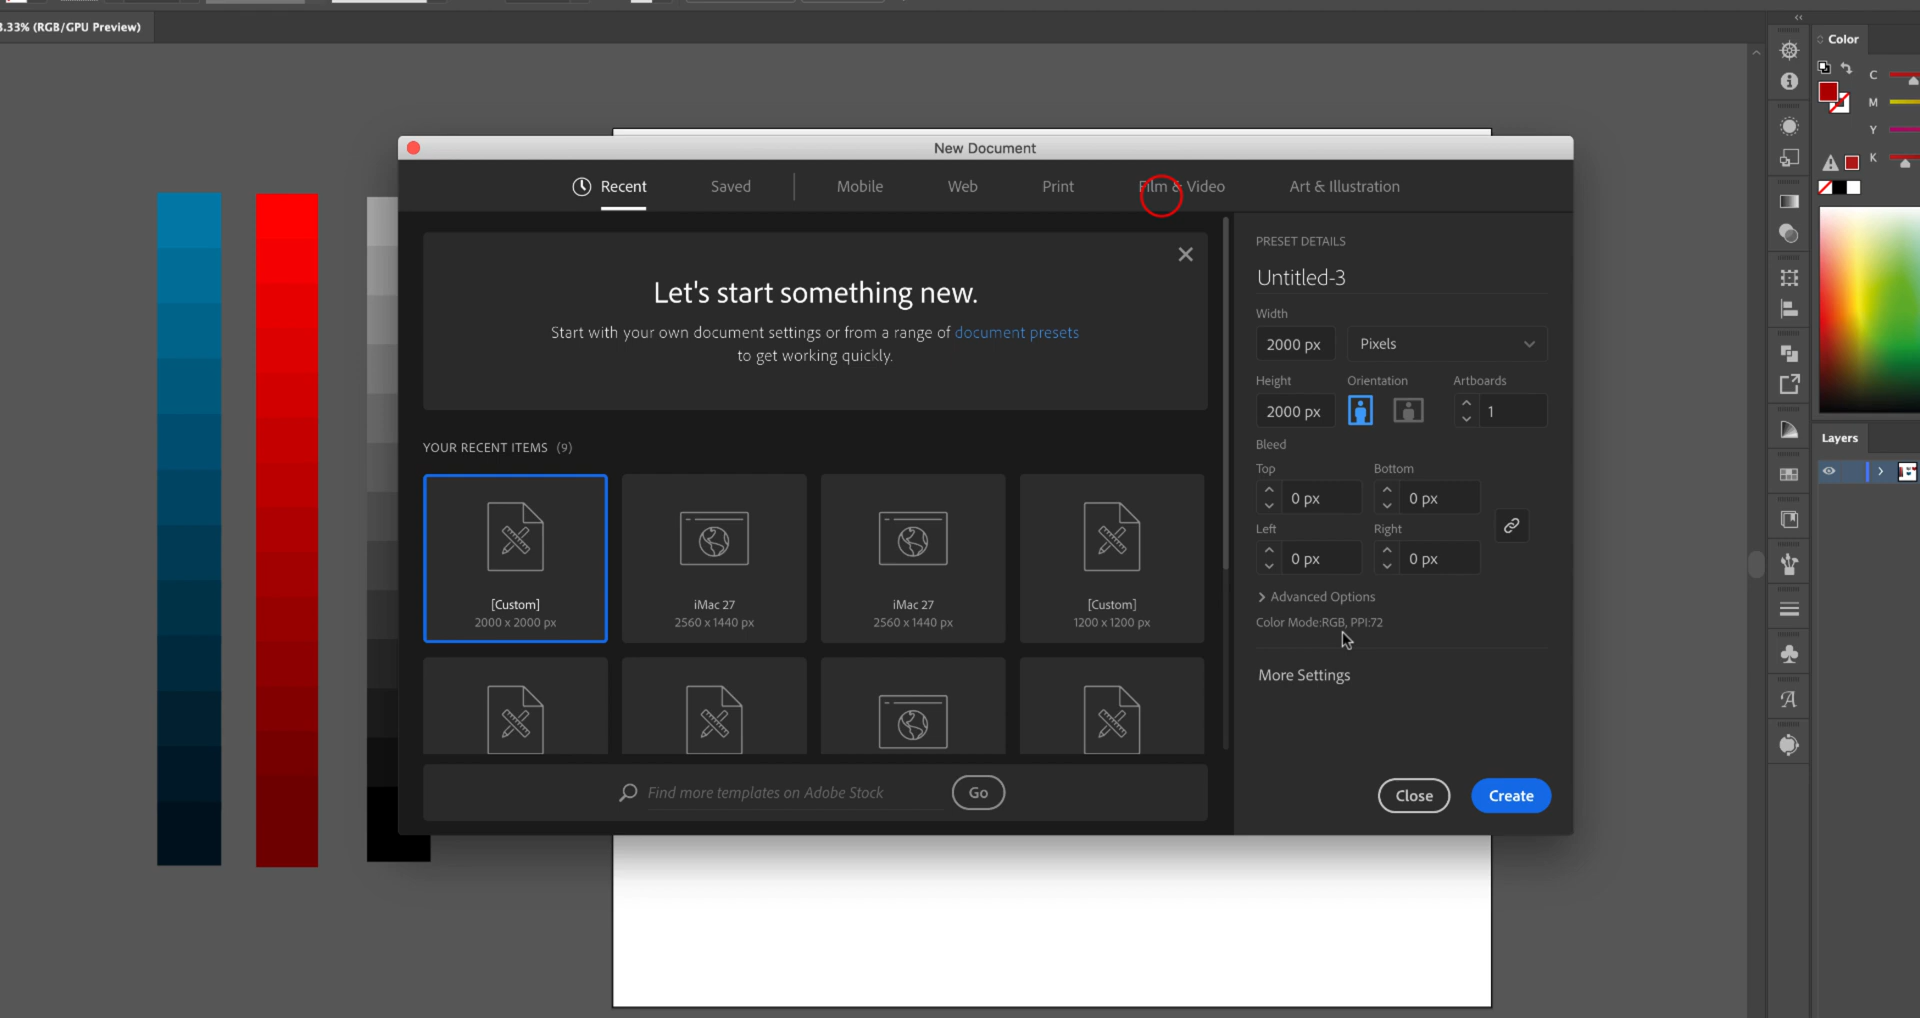 3.33% (RGB/GPU Preview)
Color
C
M
Y
K
New Document
Recent
Saved
Mobile
Web
Print
Film & Video
Art & Illustration
Let's start something new.
Start with your own document settings or from a range of document presets
to get working quickly.
YOUR RECENT ITEMS (9)
[Custom]
2000 x 2000 px
iMac 27
2560 x 1440 px
iMac 27
2560 x 1440 px
[Custom]
1200 x 1200 px
Find more templates on Adobe Stock
Go
PRESET DETAILS
Untitled-3
Width
2000 px
Pixels
Height
Orientation
Artboards
2000 px
1
Bleed
Top
Bottom
0 px
0 px
Left
Right
0 px
0 px
Advanced Options
Color Mode:RGB, PPI:72
More Settings
Close
Create
Layers